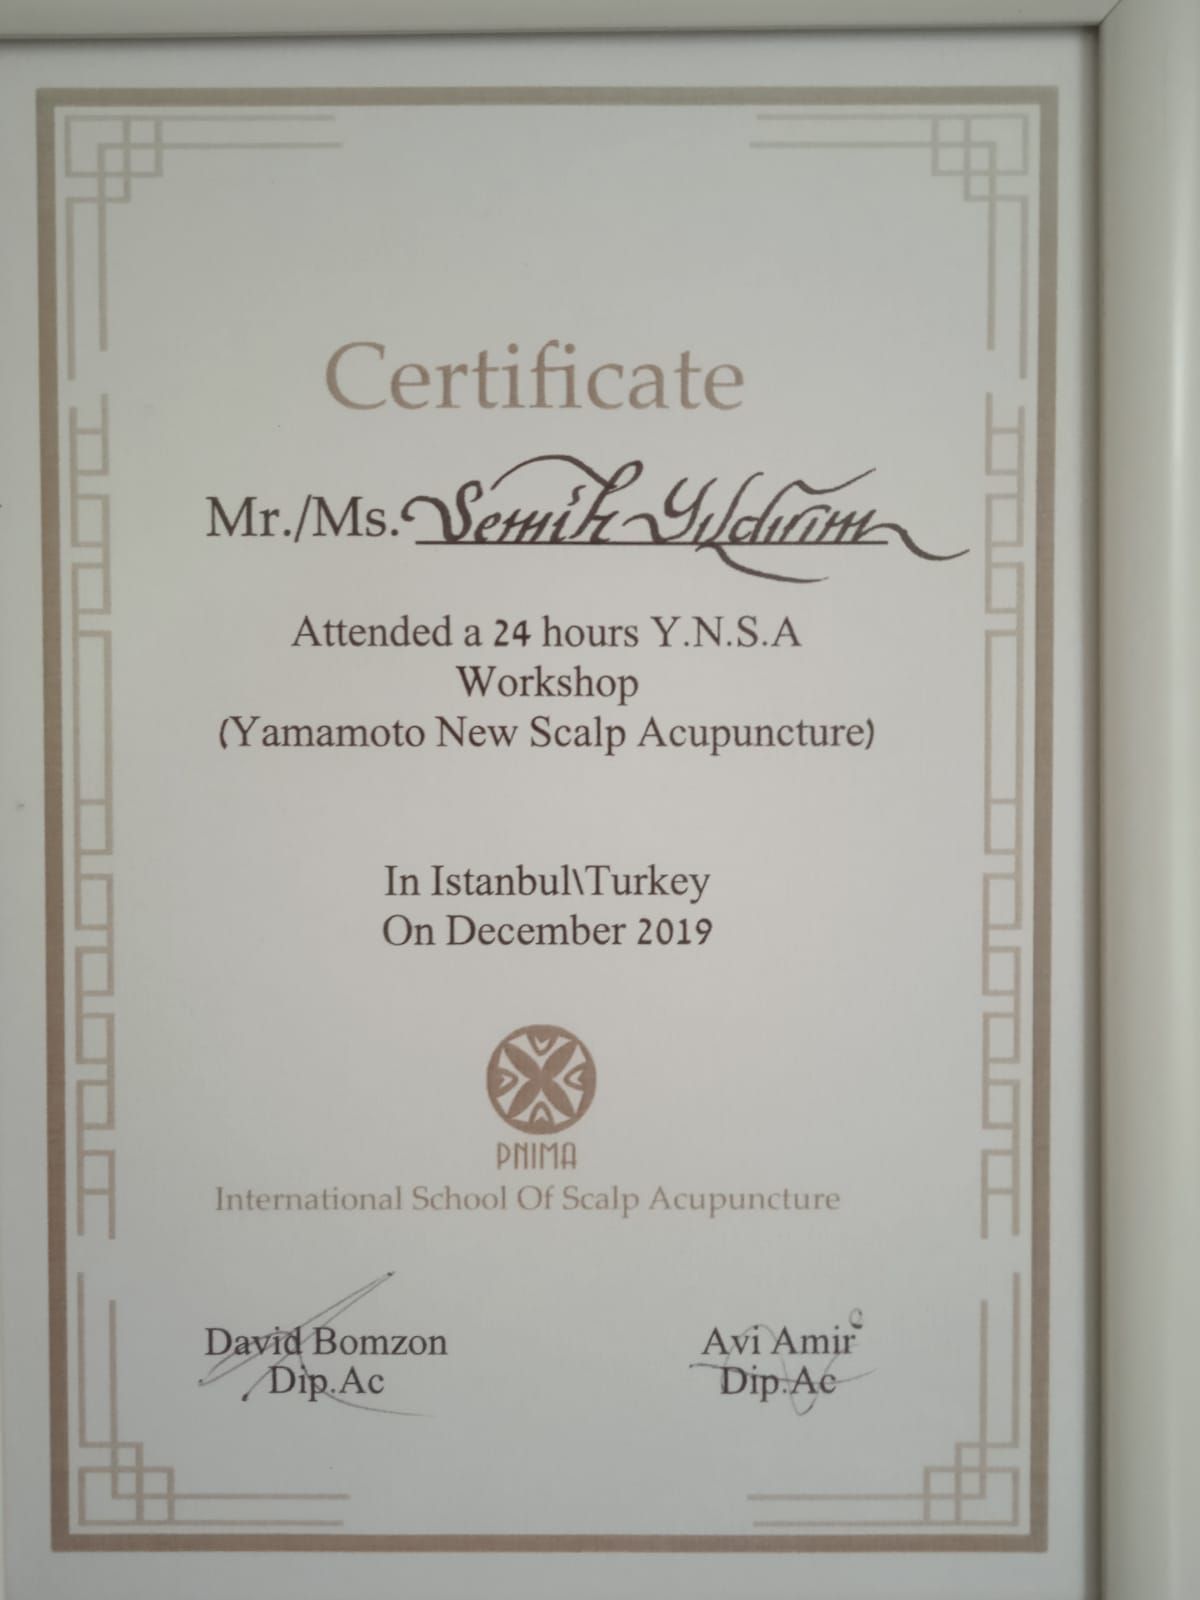 Certificate
Mr./Ms. Semih Yıldırım
Attended a 24 hours Y.N.S.A
Workshop
(Yamamoto New Scalp Acupuncture)
In Istanbul\Turkey
On December 2019
PNIMA
International School Of Scalp Acupuncture
David Bomzon
Dip.Ac
Avi Amir
Dip.Ac